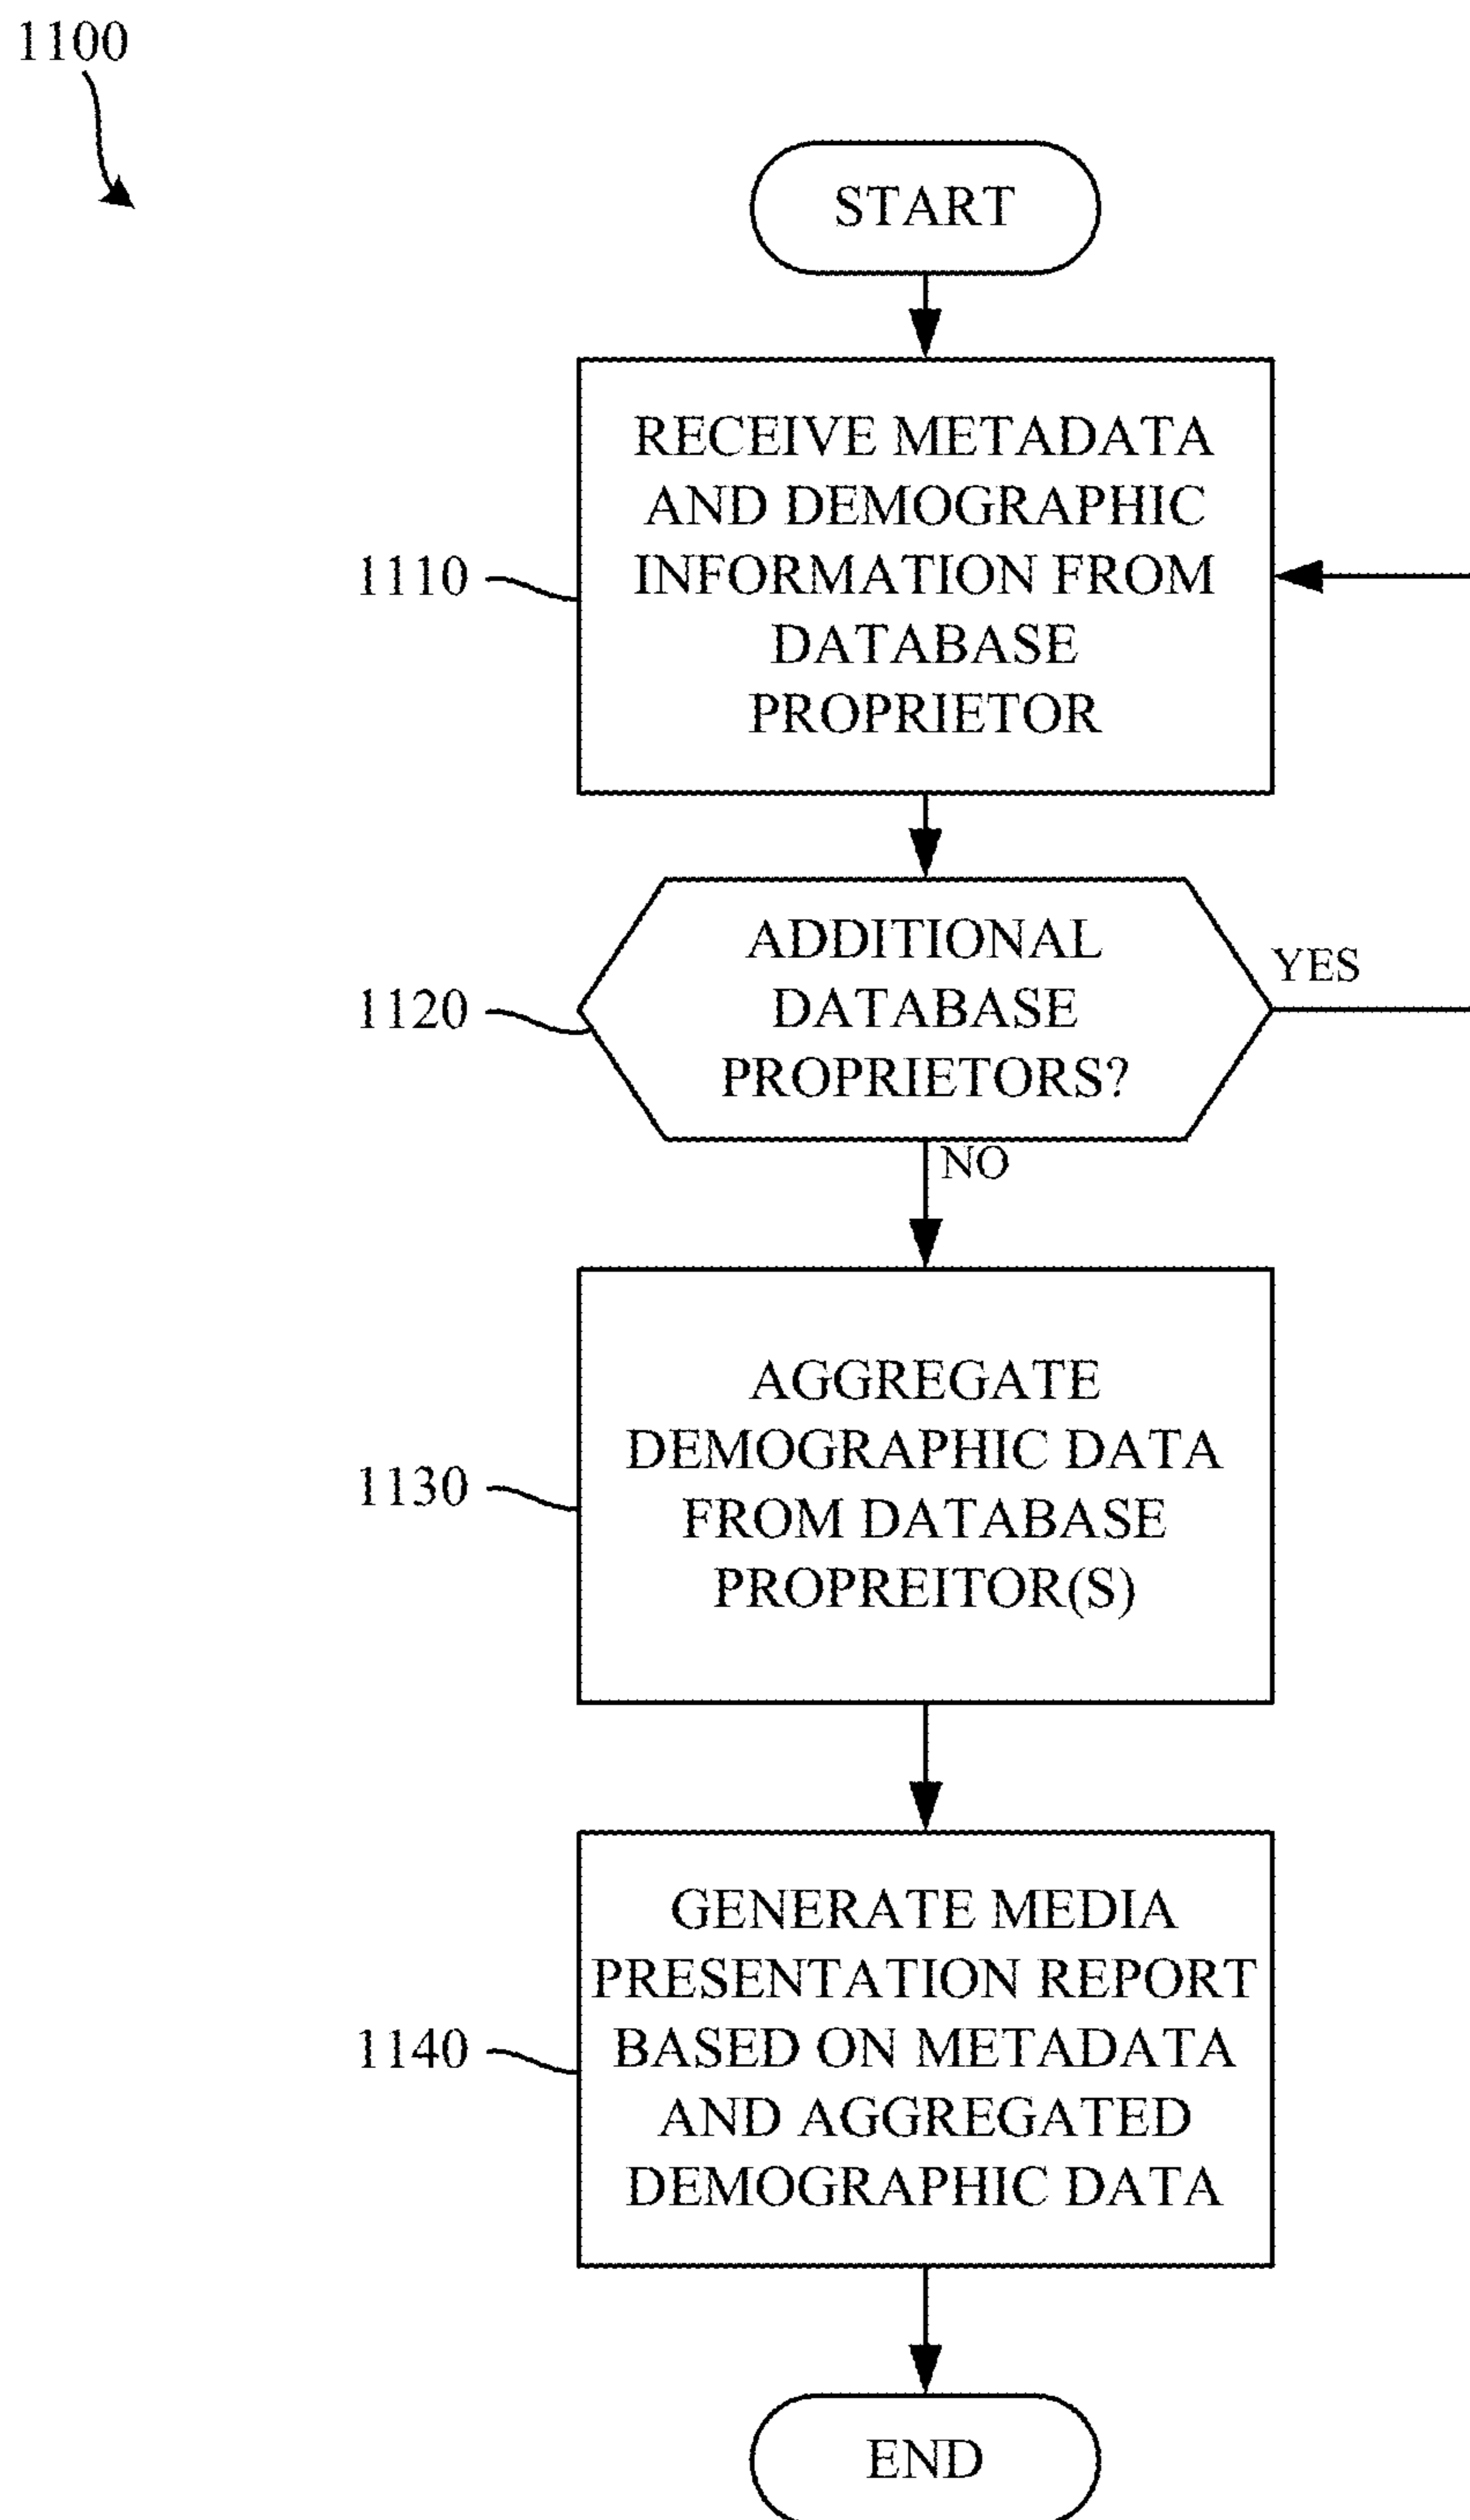 1100
START
RECEIVE METADATA
AND DEMOGRAPHIC
INFORMATION FROM
DATABASE
PROPRIETOR
1110
ADDITIONAL
DATABASE
PROPRIETORS?
1120
YES
NO
AGGREGATE
DEMOGRAPHIC DATA
FROM DATABASE
PROPREITOR(S)
1130
GENERATE MEDIA
PRESENTATION REPORT
BASED ON METADATA
AND AGGREGATED
DEMOGRAPHIC DATA
1140
END